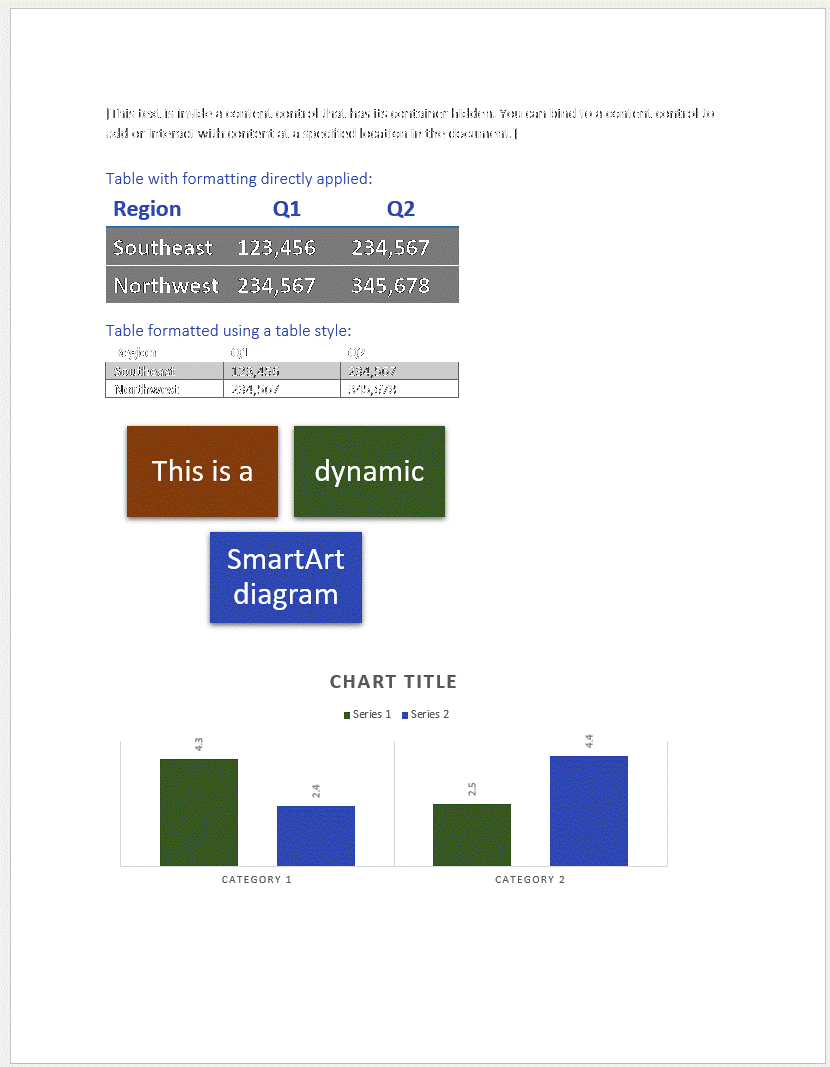 [This text is inside a content control that has its container hidden. You can bind to a content control to
add or interact with content at a specified location in the document.]
Table with formatting directly applied:
Region Q1 Q2
Southeast 123,456 234,567
Northwest 234,567 345,678
Table formatted using a table style:
Region Q1 Q2
Southeast 123,456 234,567
Northwest 234,567 345,678
This is a dynamic
SmartArt
diagram
CHART TITLE
Series 1 Series 2
4.3 2.4 2.5 4.4
CATEGORY 1 CATEGORY 2